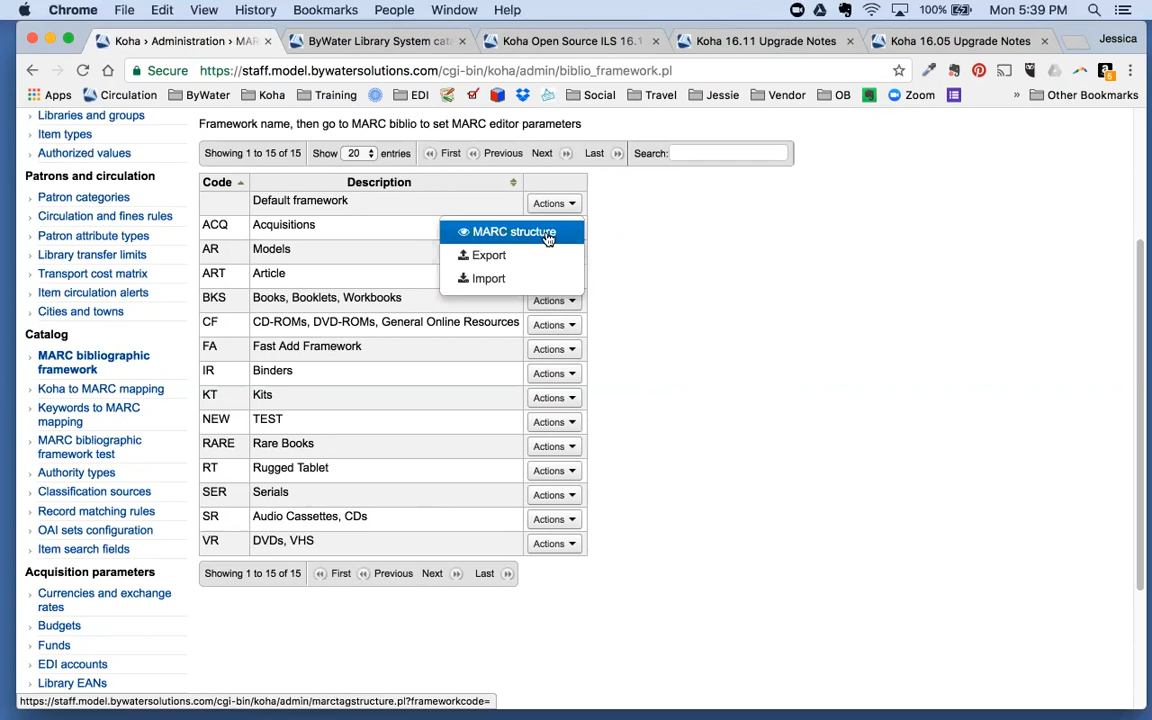 Chrome File Edit View History Bookmarks People Window Help 100% Mon 5:39 PM
Koha › Administration › MAR ByWater Library System cat Koha Open Source ILS 16.1 Koha 16.11 Upgrade Notes Koha 16.05 Upgrade Notes Jessica
Secure https://staff.model.bywatersolutions.com/cgi-bin/koha/admin/biblio_framework.pl
Apps Circulation ByWater Koha Training EDI Social Travel Jessie Vendor OB Zoom » Other Bookmarks
Libraries and groups
Item types
Authorized values
Patrons and circulation
Patron categories
Circulation and fines rules
Patron attribute types
Library transfer limits
Transport cost matrix
Item circulation alerts
Cities and towns
Catalog
MARC bibliographic
framework
Koha to MARC mapping
Keywords to MARC
mapping
MARC bibliographic
framework test
Authority types
Classification sources
Record matching rules
OAI sets configuration
Item search fields
Acquisition parameters
Currencies and exchange
rates
Budgets
Funds
EDI accounts
Library EANs
Framework name, then go to MARC biblio to set MARC editor parameters
Showing 1 to 15 of 15 Show 20 entries First Previous Next Last Search:
Code Description
Default framework Actions
ACQ Acquisitions
AR Models
ART Article
BKS Books, Booklets, Workbooks Actions
CF CD-ROMs, DVD-ROMs, General Online Resources Actions
FA Fast Add Framework Actions
IR Binders Actions
KT Kits Actions
NEW TEST Actions
RARE Rare Books Actions
RT Rugged Tablet Actions
SER Serials Actions
SR Audio Cassettes, CDs Actions
VR DVDs, VHS Actions
MARC structure
Export
Import
Showing 1 to 15 of 15 First Previous Next Last
https://staff.model.bywatersolutions.com/cgi-bin/koha/admin/marctagstructure.pl?frameworkcode=